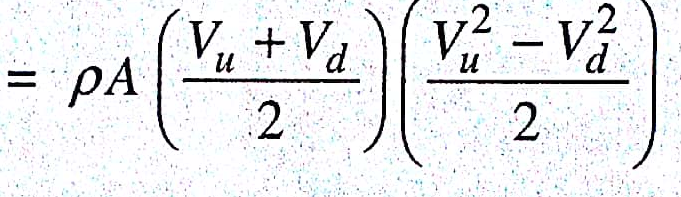 = ρA ( (V_u + V_d) / 2 ) ( (V_u^2 − V_d^2) / 2 )